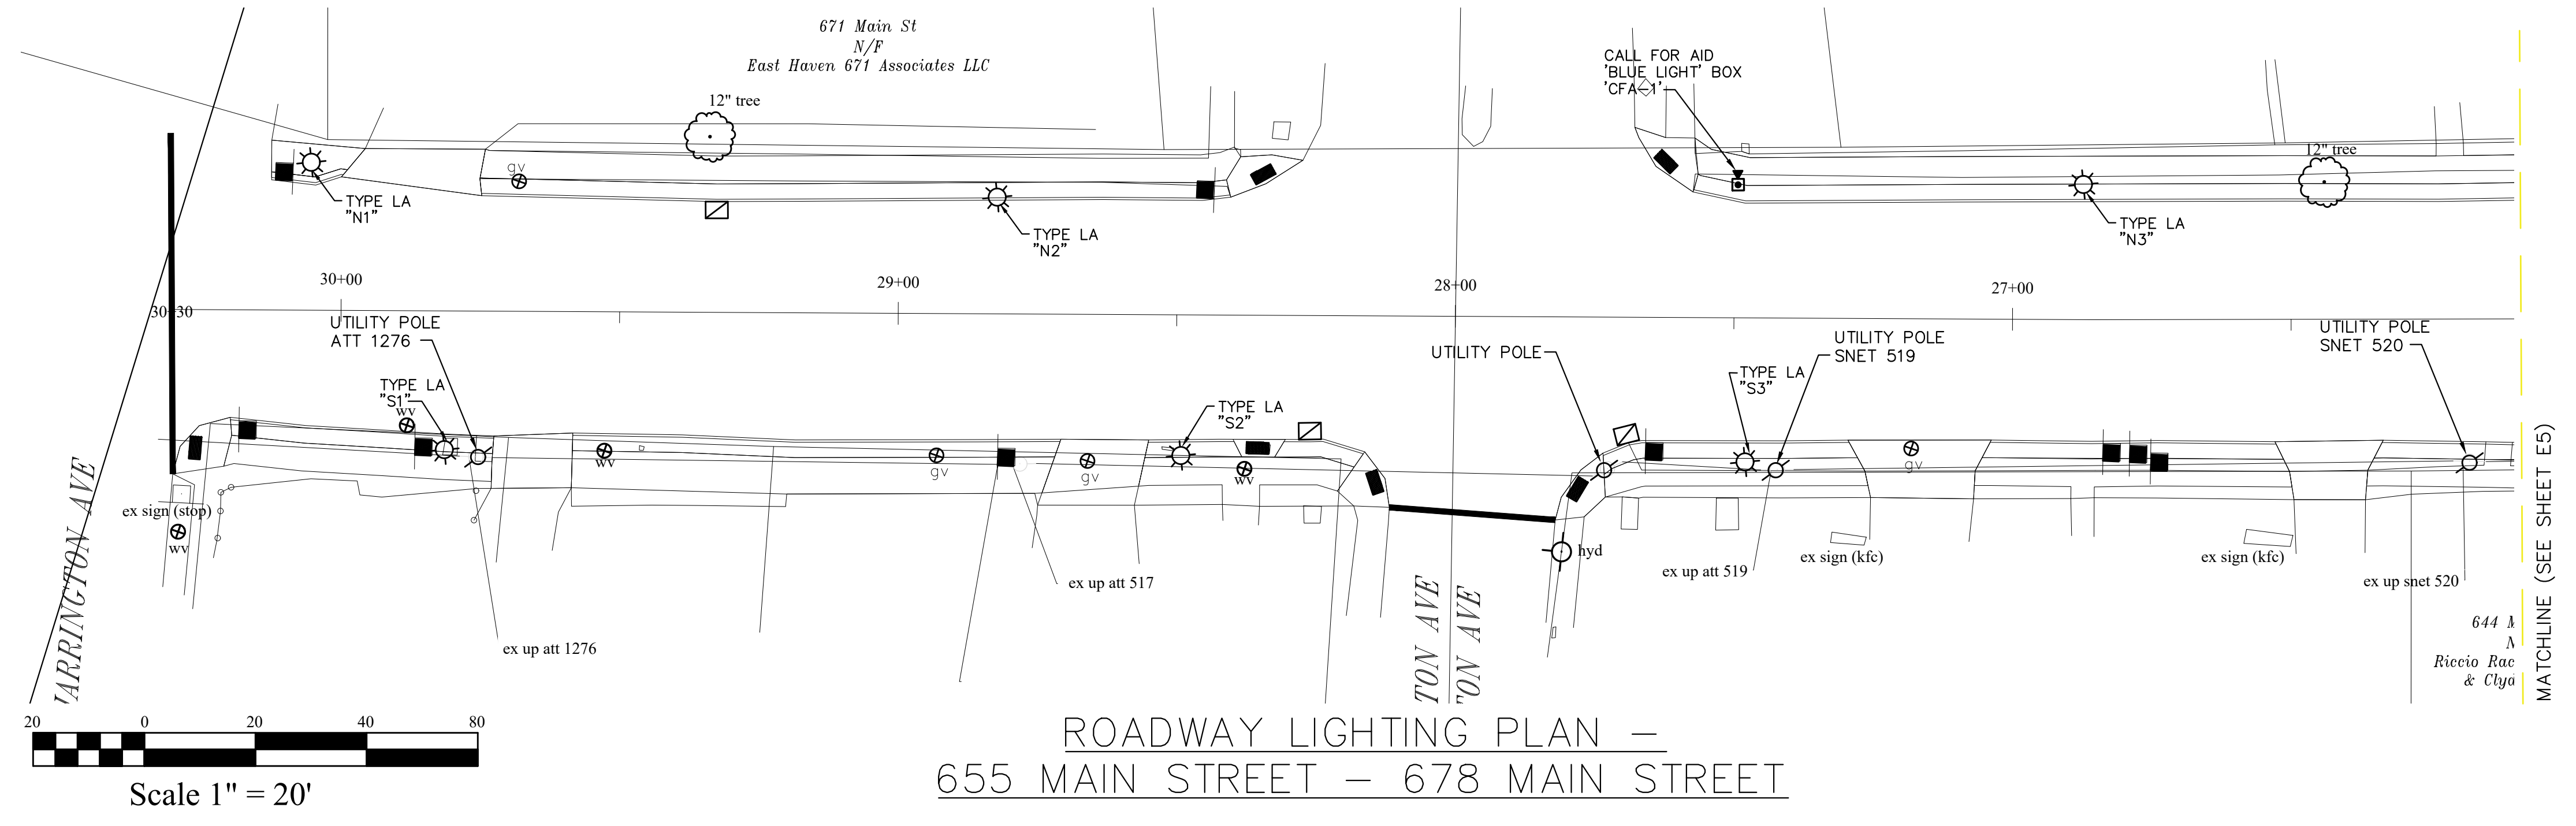 671 Main St
N/F
East Haven 671 Associates LLC
CALL FOR AID
'BLUE LIGHT' BOX
'CFA-1'
12" tree
12" tree
gv
TYPE LA
"N1"
TYPE LA
"N2"
TYPE LA
"N3"
30+00
29+00
28+00
27+00
30+30
UTILITY POLE
ATT 1276
UTILITY POLE
UTILITY POLE
SNET 519
UTILITY POLE
SNET 520
TYPE LA
"S1"
wv
TYPE LA
"S2"
TYPE LA
"S3"
wv
gv
gv
wv
gv
ex sign (stop)
wv
hyd
ex up att 517
ex up att 519
ex sign (kfc)
ex sign (kfc)
ex up snet 520
ex up att 1276
ARRINGTON AVE
TON AVE
TON AVE
644
Riccio Rac
& Clyd
MATCHLINE (SEE SHEET E5)
20 0 20 40 80
Scale 1" = 20'
ROADWAY LIGHTING PLAN –
655 MAIN STREET – 678 MAIN STREET